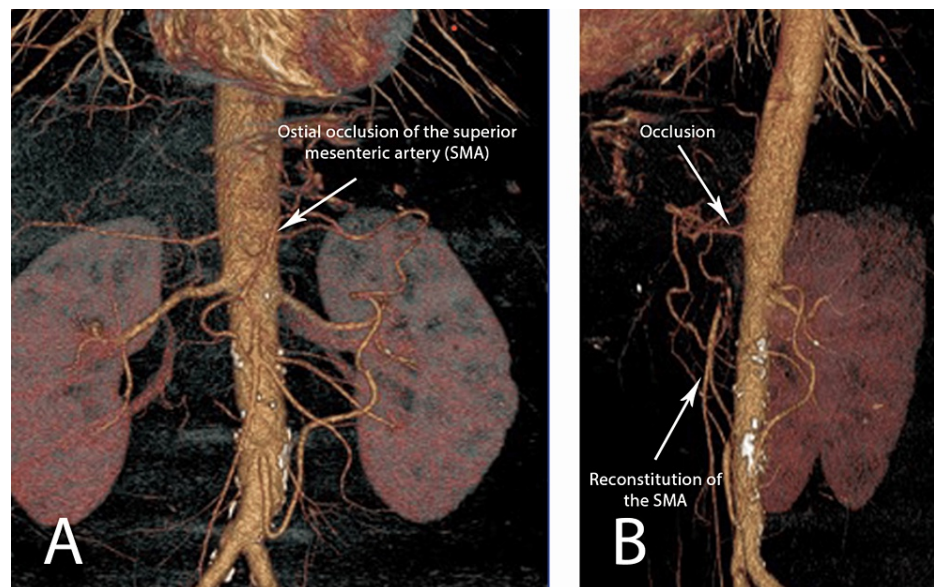 Ostial occlusion of the superior
mesenteric artery (SMA)
A
Occlusion
Reconstitution of
the SMA
B